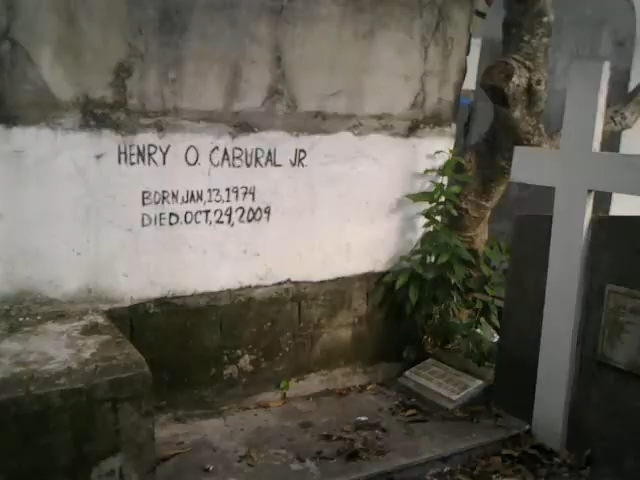 HENRY O. CABURAL JR.
BORN.JAN,13,1974
DIED.OCT,29,2009